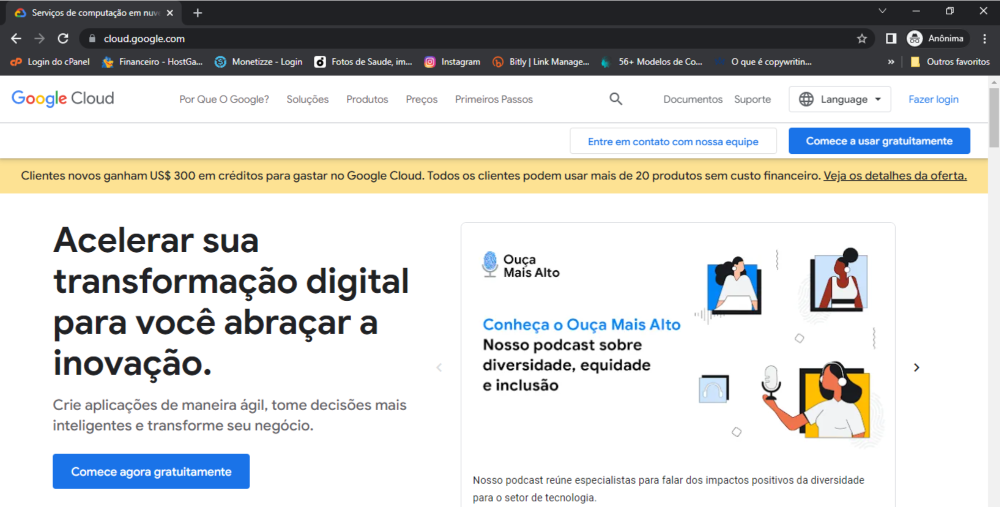 Serviços de computação em nuv
cloud.google.com
Anônima
Login do cPanel
Financeiro - HostGa...
Monetizze - Login
Fotos de Saude, im...
Instagram
Bitly | Link Manage...
56+ Modelos de Co...
O que é copywritin...
Outros favoritos
Google Cloud
Por Que O Google?
Soluções
Produtos
Preços
Primeiros Passos
Documentos
Suporte
Language
Fazer login
Entre em contato com nossa equipe
Comece a usar gratuitamente
Clientes novos ganham US$ 300 em créditos para gastar no Google Cloud. Todos os clientes podem usar mais de 20 produtos sem custo financeiro. Veja os detalhes da oferta.
Acelerar sua
transformação digital
para você abraçar a
inovação.
Crie aplicações de maneira ágil, tome decisões mais
inteligentes e transforme seu negócio.
Comece agora gratuitamente
Ouça
Mais Alto
Conheça o Ouça Mais Alto
Nosso podcast sobre
diversidade, equidade
e inclusão
Nosso podcast reúne especialistas para falar dos impactos positivos da diversidade
para o setor de tecnologia.